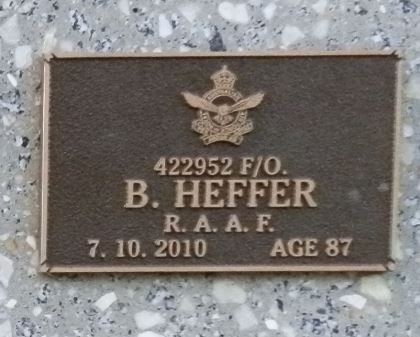 422952 F/O.
B. HEFFER
R. A. A. F.
7. 10. 2010 AGE 87